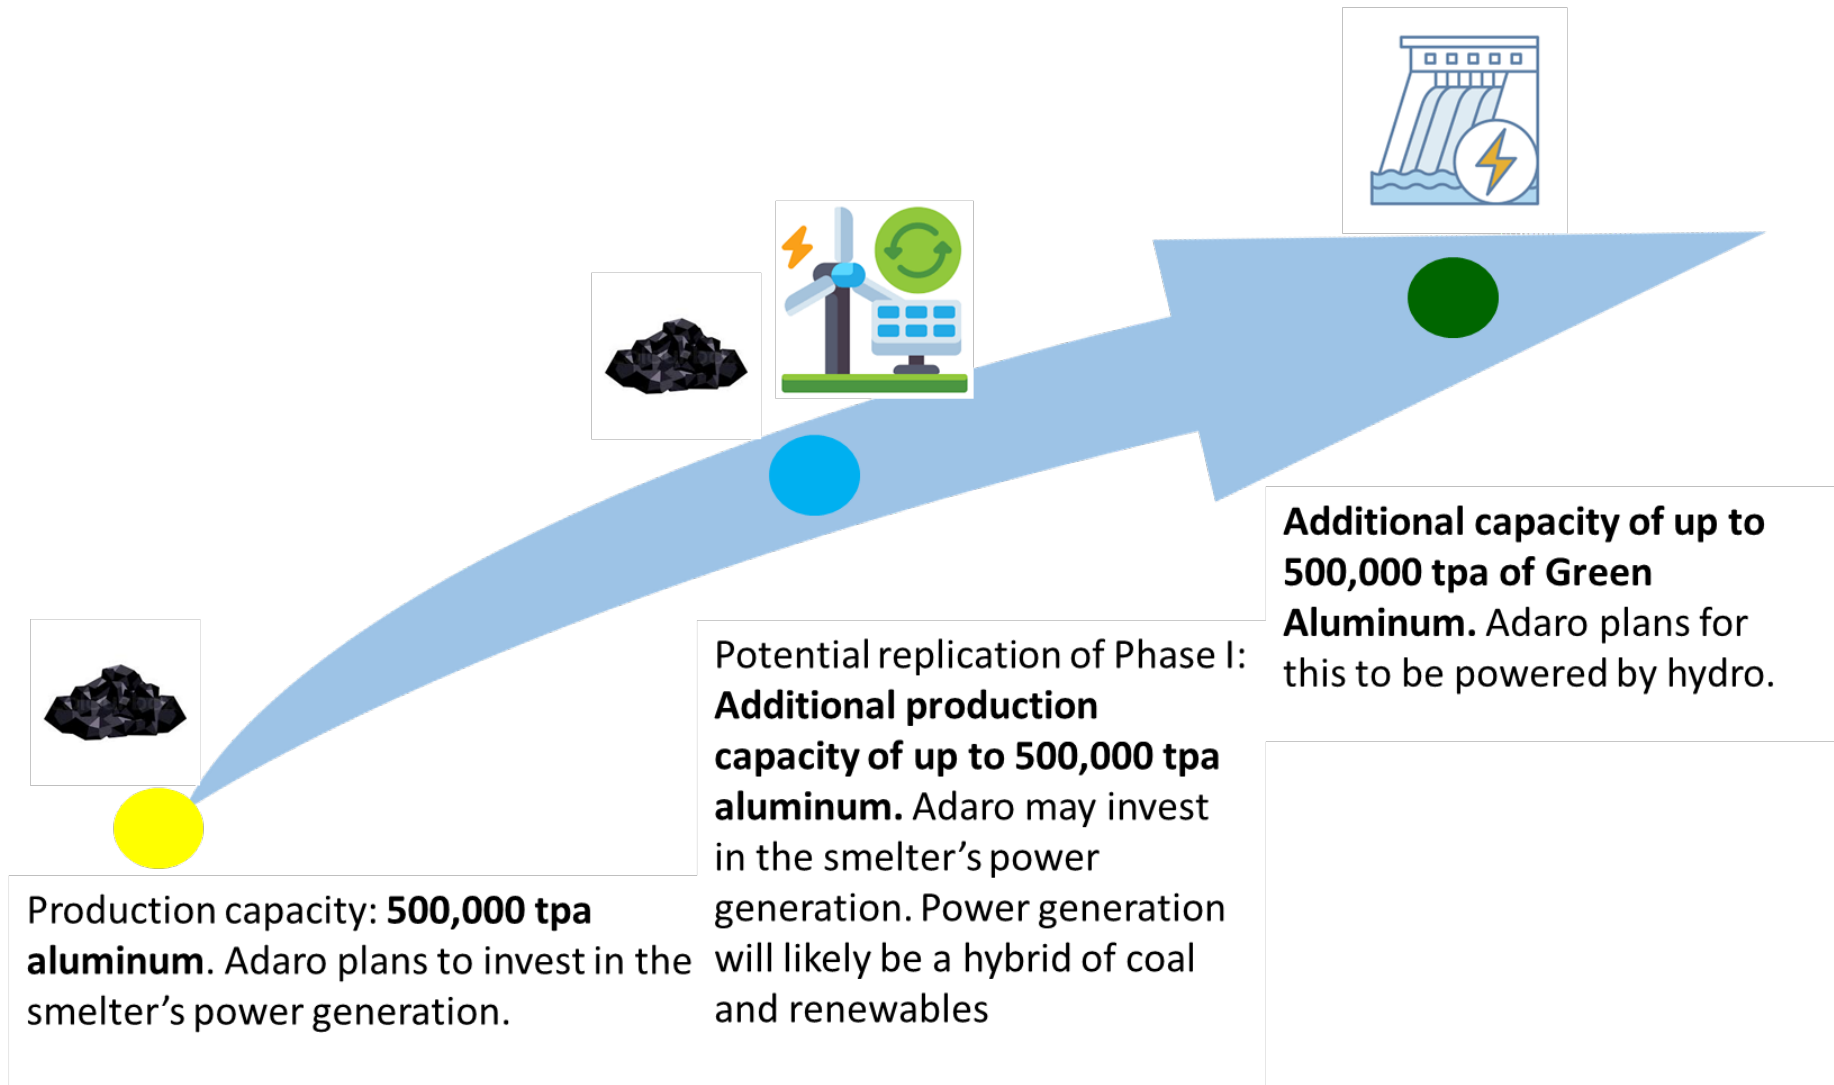 Production capacity: 500,000 tpa
aluminum. Adaro plans to invest in the
smelter’s power generation.
Potential replication of Phase I:
Additional production
capacity of up to 500,000 tpa
aluminum. Adaro may invest
in the smelter’s power
generation. Power generation
will likely be a hybrid of coal
and renewables
Additional capacity of up to
500,000 tpa of Green
Aluminum. Adaro plans for
this to be powered by hydro.